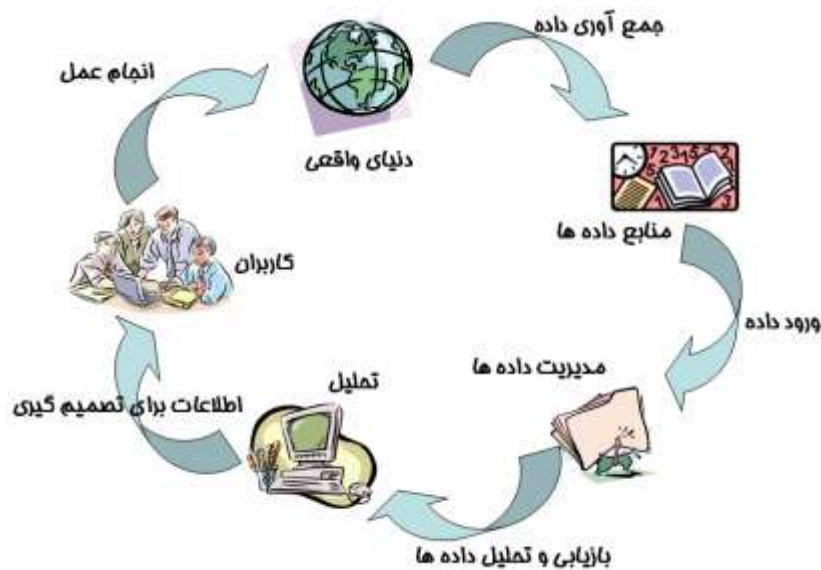 جمع آوری داده
انجام عمل
دنیای واقعی
منابع داده ها
کاربران
ورود داده
مدیریت داده ها
تحلیل
اطلاعات برای تصمیم گیری
بازیابی و تحلیل داده ها